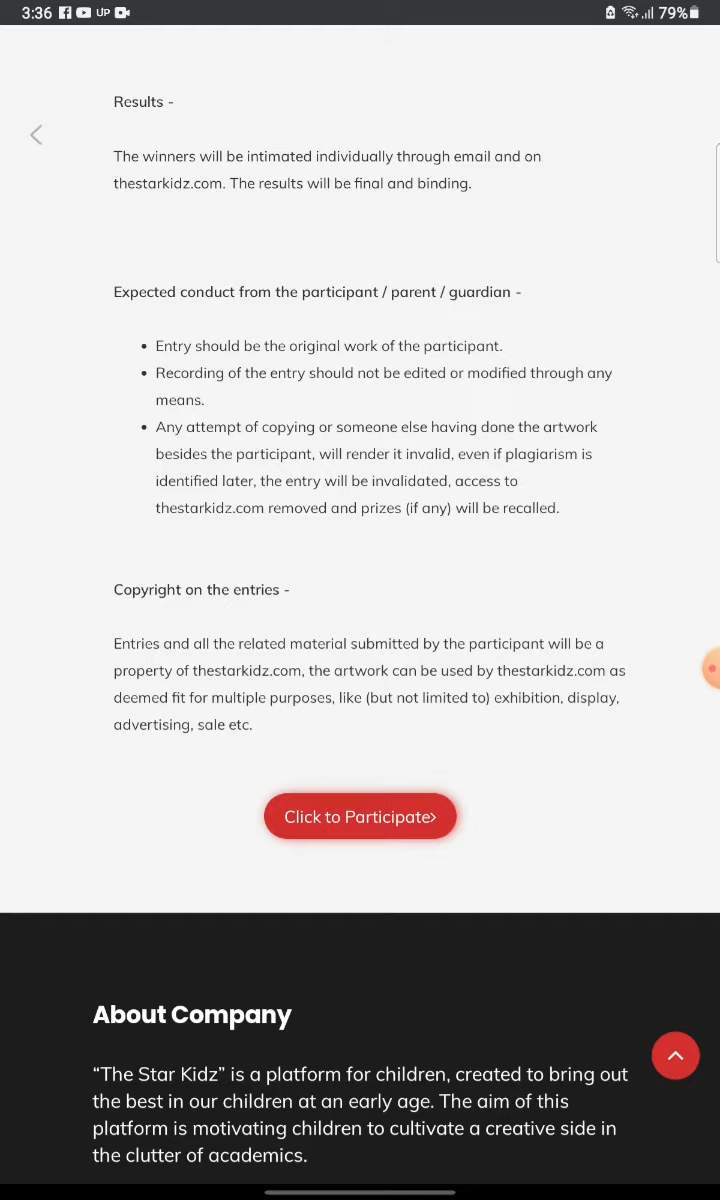 3:36 UP 79%
Results -
The winners will be intimated individually through email and on
thestarkidz.com. The results will be final and binding.
Expected conduct from the participant / parent / guardian -
• Entry should be the original work of the participant.
• Recording of the entry should not be edited or modified through any
means.
• Any attempt of copying or someone else having done the artwork
besides the participant, will render it invalid, even if plagiarism is
identified later, the entry will be invalidated, access to
thestarkidz.com removed and prizes (if any) will be recalled.
Copyright on the entries -
Entries and all the related material submitted by the participant will be a
property of thestarkidz.com, the artwork can be used by thestarkidz.com as
deemed fit for multiple purposes, like (but not limited to) exhibition, display,
advertising, sale etc.
Click to Participate>
About Company
“The Star Kidz” is a platform for children, created to bring out
the best in our children at an early age. The aim of this
platform is motivating children to cultivate a creative side in
the clutter of academics.